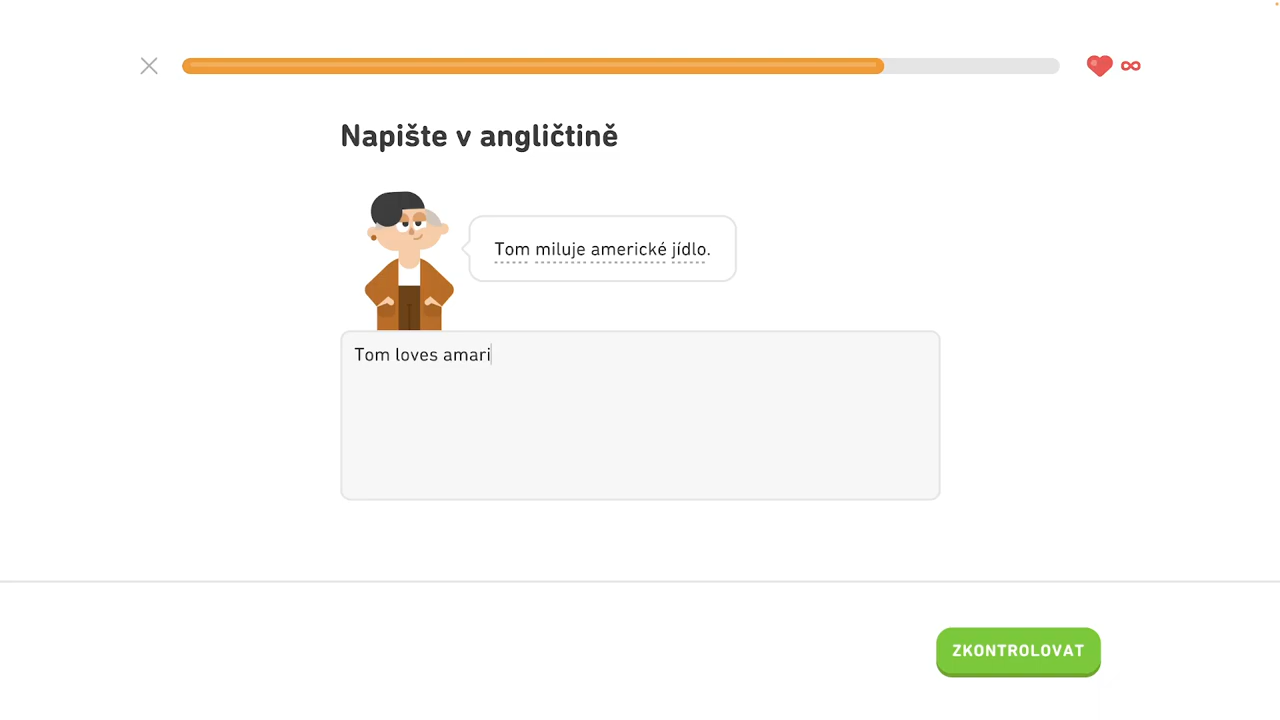 Napište v angličtině
Tom miluje americké jídlo.
Tom loves amari
ZKONTROLOVAT